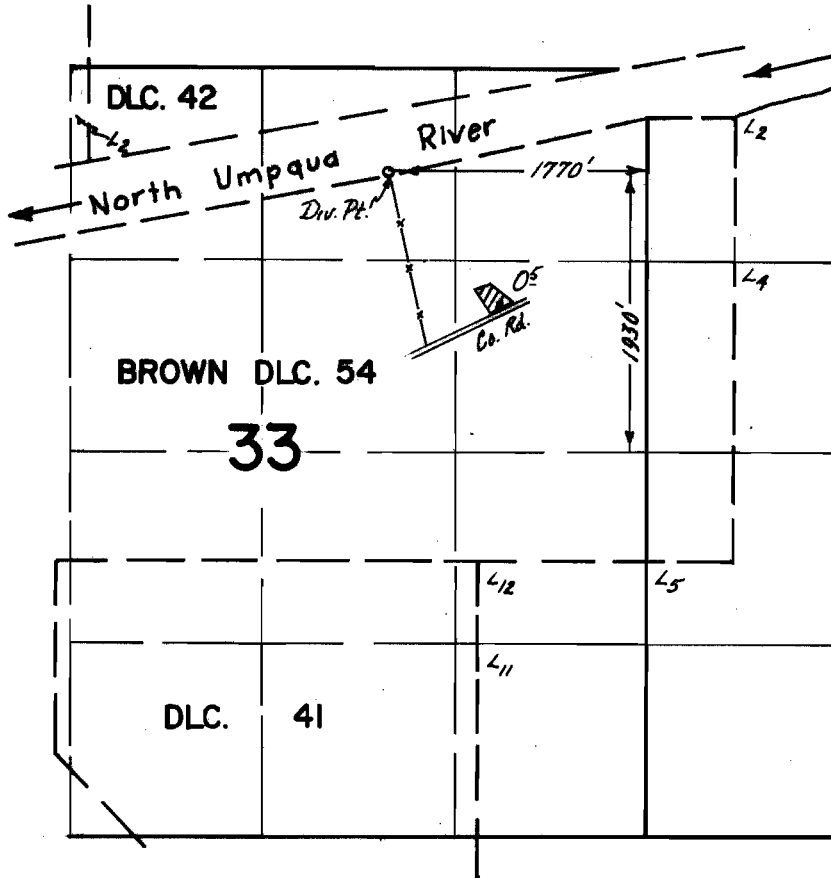 DLC. 42
L2
North Umpqua River
L2
1770'
Div. Pt.
L4
05
Co. Rd.
1930'
BROWN DLC. 54
33
L12
L5
L11
DLC. 41